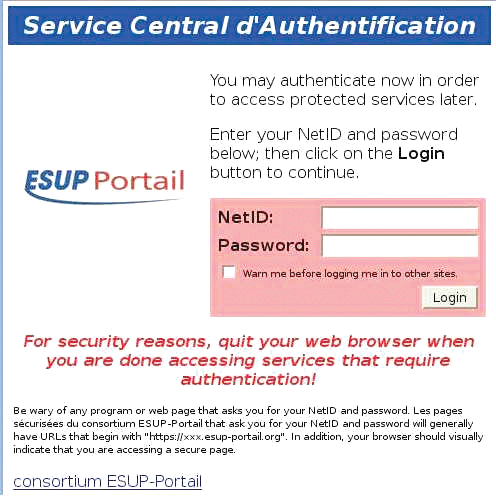 Service Central d'Authentification
You may authenticate now in order
to access protected services later.
Enter your NetID and password
below; then click on the Login
button to continue.
ESUP Portail
NetID:
Password:
Warn me before logging me in to other sites.
Login
For security reasons, quit your web browser when
you are done accessing services that require
authentication!
Be wary of any program or web page that asks you for your NetID and password. Les pages
sécurisées du consortium ESUP-Portail that ask you for your NetID and password will generally
have URLs that begin with "https://xxx.esup-portail.org". In addition, your browser should visually
indicate that you are accessing a secure page.
consortium ESUP-Portail